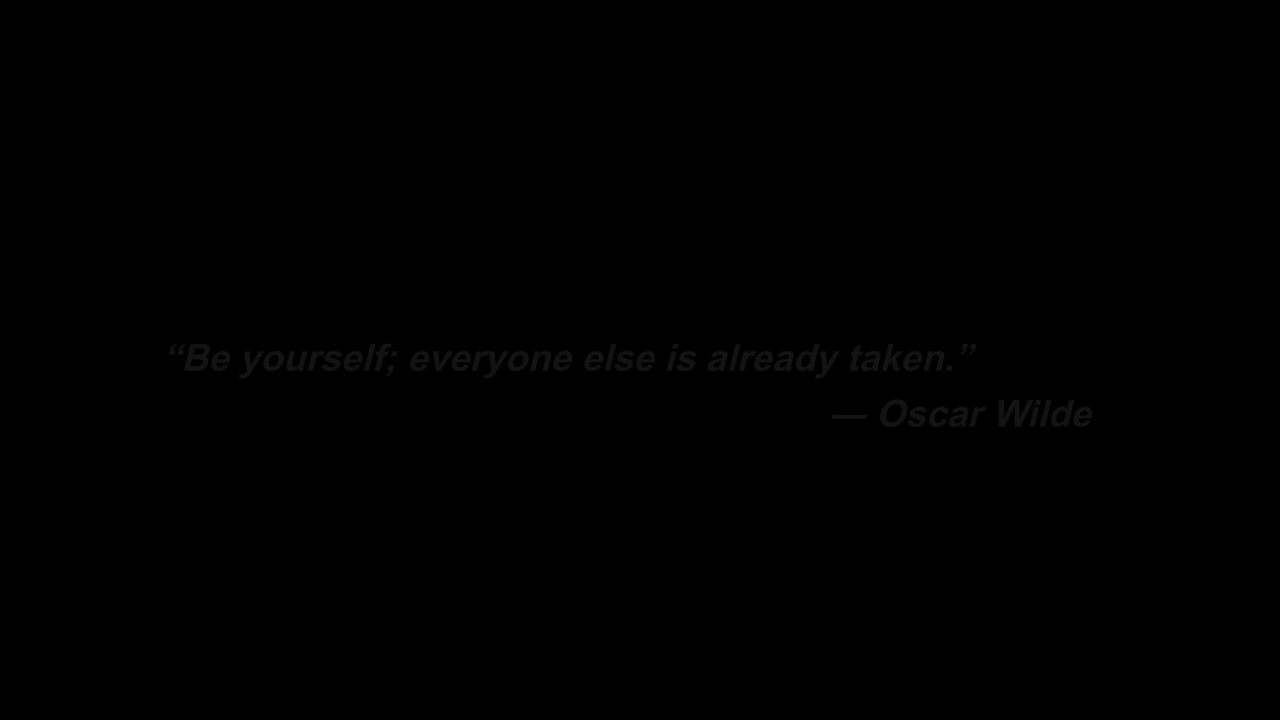 “Be yourself; everyone else is already taken.”
— Oscar Wilde